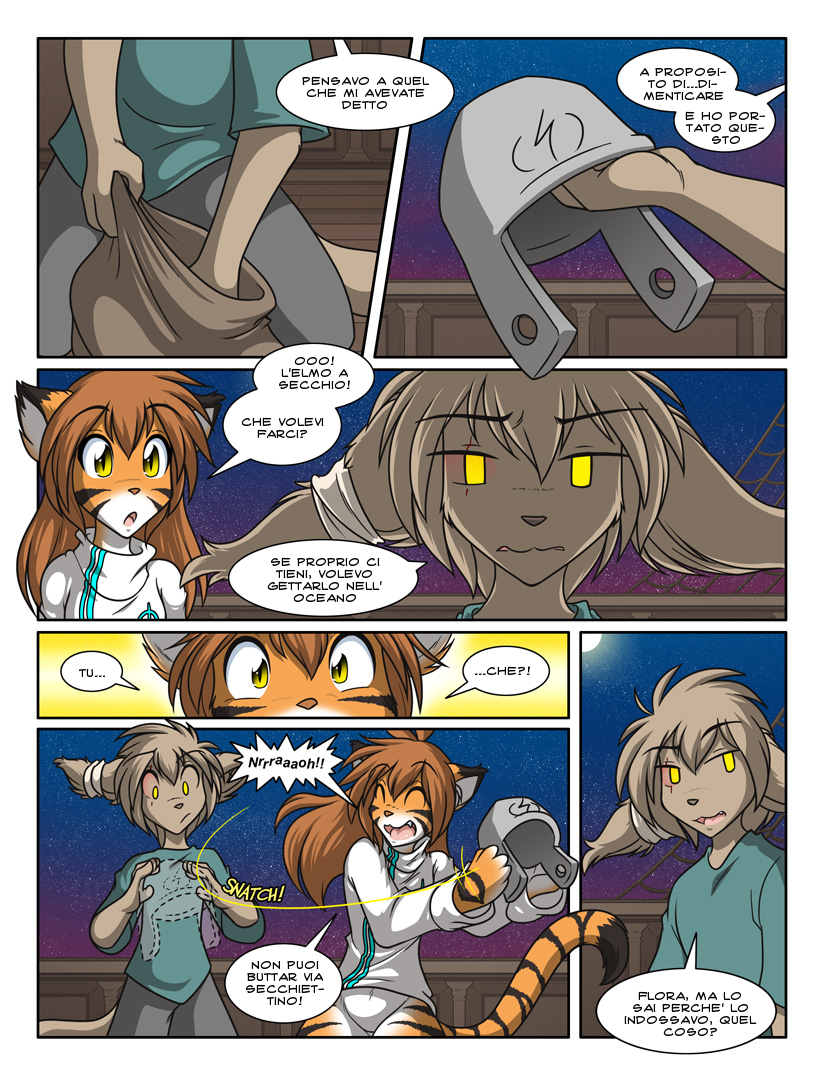 PENSAVO A QUEL
CHE MI AVEVATE
DETTO
A PROPOSI-
TO DI...DI-
MENTICARE
E HO POR-
TATO QUE-
STO
OOO!
L'ELMO A
SECCHIO!
CHE VOLEVI
FARCI?
SE PROPRIO CI
TIENI, VOLEVO
GETTARLO NELL'
OCEANO
TU...
...CHE?!
Nrrraaaoh!!
SNATCH!
NON PUOI
BUTTAR VIA
SECCHIET-
TINO!
FLORA, MA LO
SAI PERCHE' LO
INDOSSAVO, QUEL
COSO?